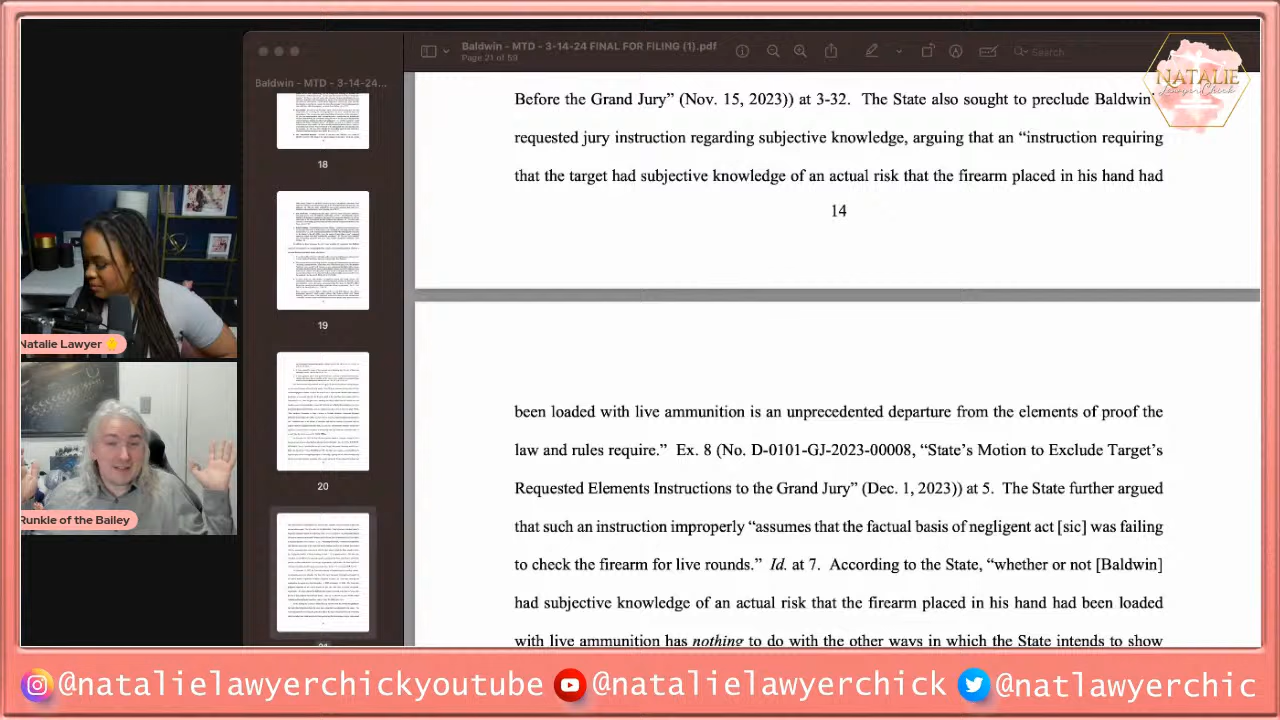 Baldwin - MTD - 3-14-24 FINAL FOR FILING (1).pdf
Page 21 of 59
Search
Baldwin - MTD - 3-14-24...
18
19
20
NATALIE
LawyerChick
Before the Grand Jury" (Nov. at 3-32. The State also sought to preclude Baldwin'
requested jury instruction regarding subjective knowledge, arguing that an "instruction requiring
that the target had subjective knowledge of an actual risk that the firearm placed in his hand had
14
been loaded with live ammunition is an unprecedented departure from the elements of proof the
law and rules require." Ex. 8 (No. D-0101-GJ-2023-00008, "State's Motion to Exclude Target's
Requested Elements Instructions to the Grand Jury" (Dec. 1, 2023)) at 5. The State further argued
that such an instruction improperly "assumes that the factual basis of negligent act [sic] was failing
to check the firearm for live rounds." Id. at 7. According to the State, "Whether or not [Baldwin]
had subjective knowledge of an actual risk that the firearm placed in his hand had been loaded
with live ammunition has nothing to do with the other ways in which the State intends to show
Natalie Lawyer
Runkle of the Bailey
@natalielawyerchickyoutube
@natalielawyerchick
@natlawyerchic